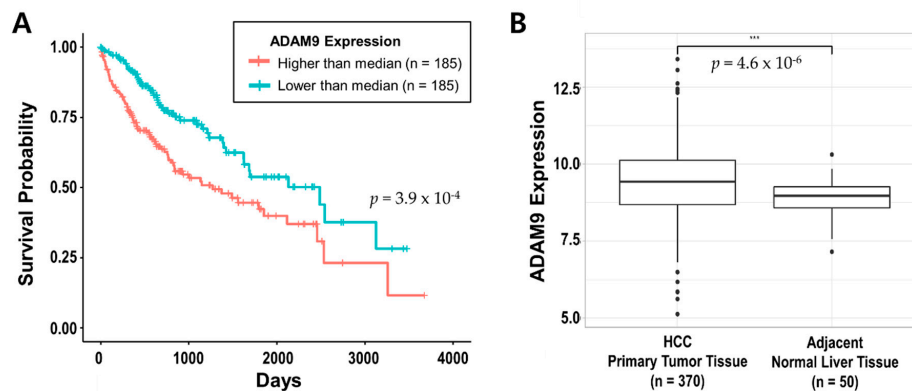 A
ADAM9 Expression
Higher than median (n = 185)
Lower than median (n = 185)
p = 3.9 x 10-4
Survival Probability
1.00
0.75
0.50
0.25
0.00
0
1000
2000
3000
4000
Days
B
***
p = 4.6 x 10-6
ADAM9 Expression
12.5
10.0
7.5
5.0
HCC
Primary Tumor Tissue
(n = 370)
Adjacent
Normal Liver Tissue
(n = 50)